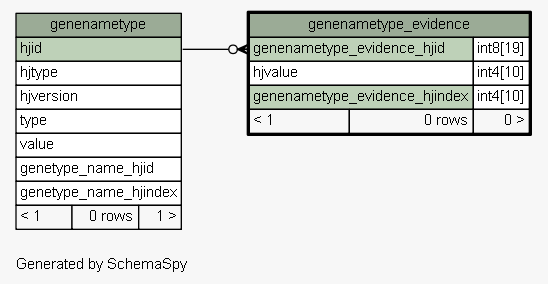 genenametype
hjid
hjtype
hjversion
type
value
genetype_name_hjid
genetype_name_hjindex
< 1 0 rows 1 >
genenametype_evidence
genenametype_evidence_hjid int8[19]
hjvalue int4[10]
genenametype_evidence_hjindex int4[10]
< 1 0 rows 0 >
Generated by SchemaSpy